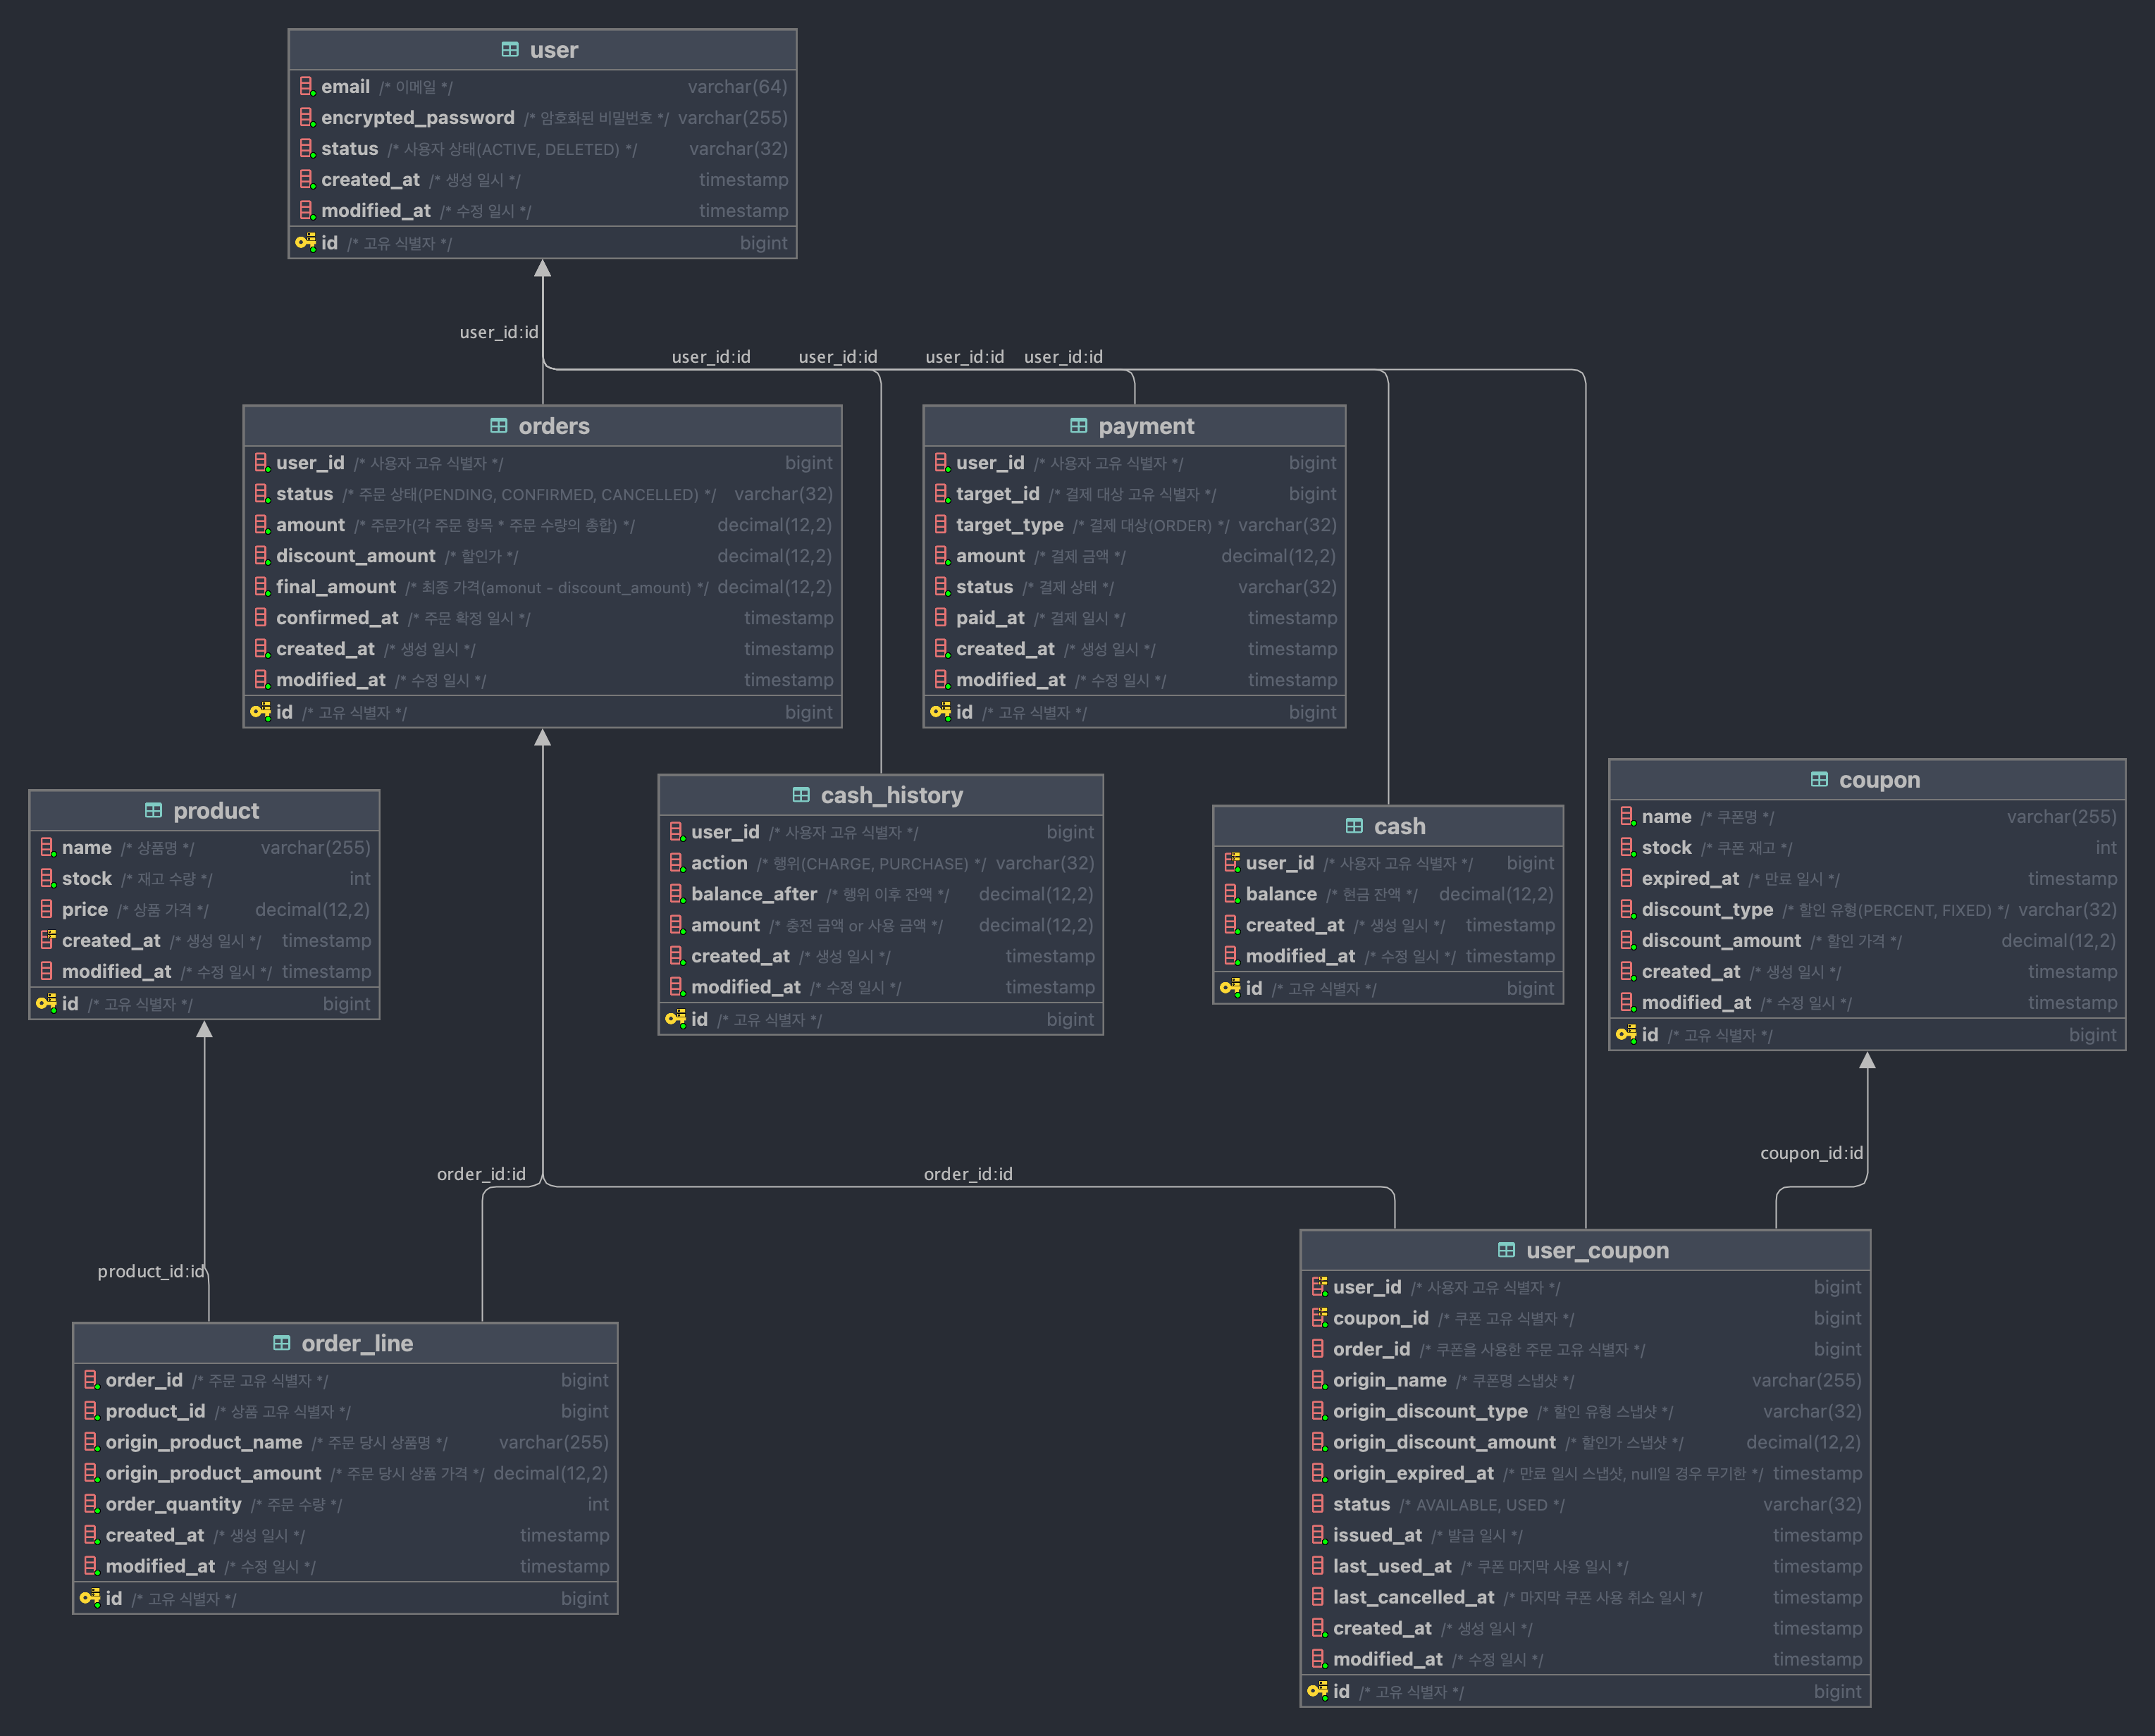 user
email /* 이메일 */ varchar(64)
encrypted_password /* 암호화된 비밀번호 */ varchar(255)
status /* 사용자 상태(ACTIVE, DELETED) */ varchar(32)
created_at /* 생성 일시 */ timestamp
modified_at /* 수정 일시 */ timestamp
id /* 고유 식별자 */ bigint
user_id:id
user_id:id user_id:id user_id:id user_id:id
orders
user_id /* 사용자 고유 식별자 */ bigint
status /* 주문 상태(PENDING, CONFIRMED, CANCELLED) */ varchar(32)
amount /* 주문가(각 주문 항목 * 주문 수량의 총합) */ decimal(12,2)
discount_amount /* 할인가 */ decimal(12,2)
final_amount /* 최종 가격(amonut - discount_amount) */ decimal(12,2)
confirmed_at /* 주문 확정 일시 */ timestamp
created_at /* 생성 일시 */ timestamp
modified_at /* 수정 일시 */ timestamp
id /* 고유 식별자 */ bigint
payment
user_id /* 사용자 고유 식별자 */ bigint
target_id /* 결제 대상 고유 식별자 */ bigint
target_type /* 결제 대상(ORDER) */ varchar(32)
amount /* 결제 금액 */ decimal(12,2)
status /* 결제 상태 */ varchar(32)
paid_at /* 결제 일시 */ timestamp
created_at /* 생성 일시 */ timestamp
modified_at /* 수정 일시 */ timestamp
id /* 고유 식별자 */ bigint
product
name /* 상품명 */ varchar(255)
stock /* 재고 수량 */ int
price /* 상품 가격 */ decimal(12,2)
created_at /* 생성 일시 */ timestamp
modified_at /* 수정 일시 */ timestamp
id /* 고유 식별자 */ bigint
cash_history
user_id /* 사용자 고유 식별자 */ bigint
action /* 행위(CHARGE, PURCHASE) */ varchar(32)
balance_after /* 행위 이후 잔액 */ decimal(12,2)
amount /* 충전 금액 or 사용 금액 */ decimal(12,2)
created_at /* 생성 일시 */ timestamp
modified_at /* 수정 일시 */ timestamp
id /* 고유 식별자 */ bigint
cash
user_id /* 사용자 고유 식별자 */ bigint
balance /* 현금 잔액 */ decimal(12,2)
created_at /* 생성 일시 */ timestamp
modified_at /* 수정 일시 */ timestamp
id /* 고유 식별자 */ bigint
coupon
name /* 쿠폰명 */ varchar(255)
stock /* 쿠폰 재고 */ int
expired_at /* 만료 일시 */ timestamp
discount_type /* 할인 유형(PERCENT, FIXED) */ varchar(32)
discount_amount /* 할인 가격 */ decimal(12,2)
created_at /* 생성 일시 */ timestamp
modified_at /* 수정 일시 */ timestamp
id /* 고유 식별자 */ bigint
order_id:id
order_id:id
coupon_id:id
product_id:id
order_line
order_id /* 주문 고유 식별자 */ bigint
product_id /* 상품 고유 식별자 */ bigint
origin_product_name /* 주문 당시 상품명 */ varchar(255)
origin_product_amount /* 주문 당시 상품 가격 */ decimal(12,2)
order_quantity /* 주문 수량 */ int
created_at /* 생성 일시 */ timestamp
modified_at /* 수정 일시 */ timestamp
id /* 고유 식별자 */ bigint
user_coupon
user_id /* 사용자 고유 식별자 */ bigint
coupon_id /* 쿠폰 고유 식별자 */ bigint
order_id /* 쿠폰을 사용한 주문 고유 식별자 */ bigint
origin_name /* 쿠폰명 스냅샷 */ varchar(255)
origin_discount_type /* 할인 유형 스냅샷 */ varchar(32)
origin_discount_amount /* 할인가 스냅샷 */ decimal(12,2)
origin_expired_at /* 만료 일시 스냅샷, null일 경우 무기한 */ timestamp
status /* AVAILABLE, USED */ varchar(32)
issued_at /* 발급 일시 */ timestamp
last_used_at /* 쿠폰 마지막 사용 일시 */ timestamp
last_cancelled_at /* 마지막 쿠폰 사용 취소 일시 */ timestamp
created_at /* 생성 일시 */ timestamp
modified_at /* 수정 일시 */ timestamp
id /* 고유 식별자 */ bigint